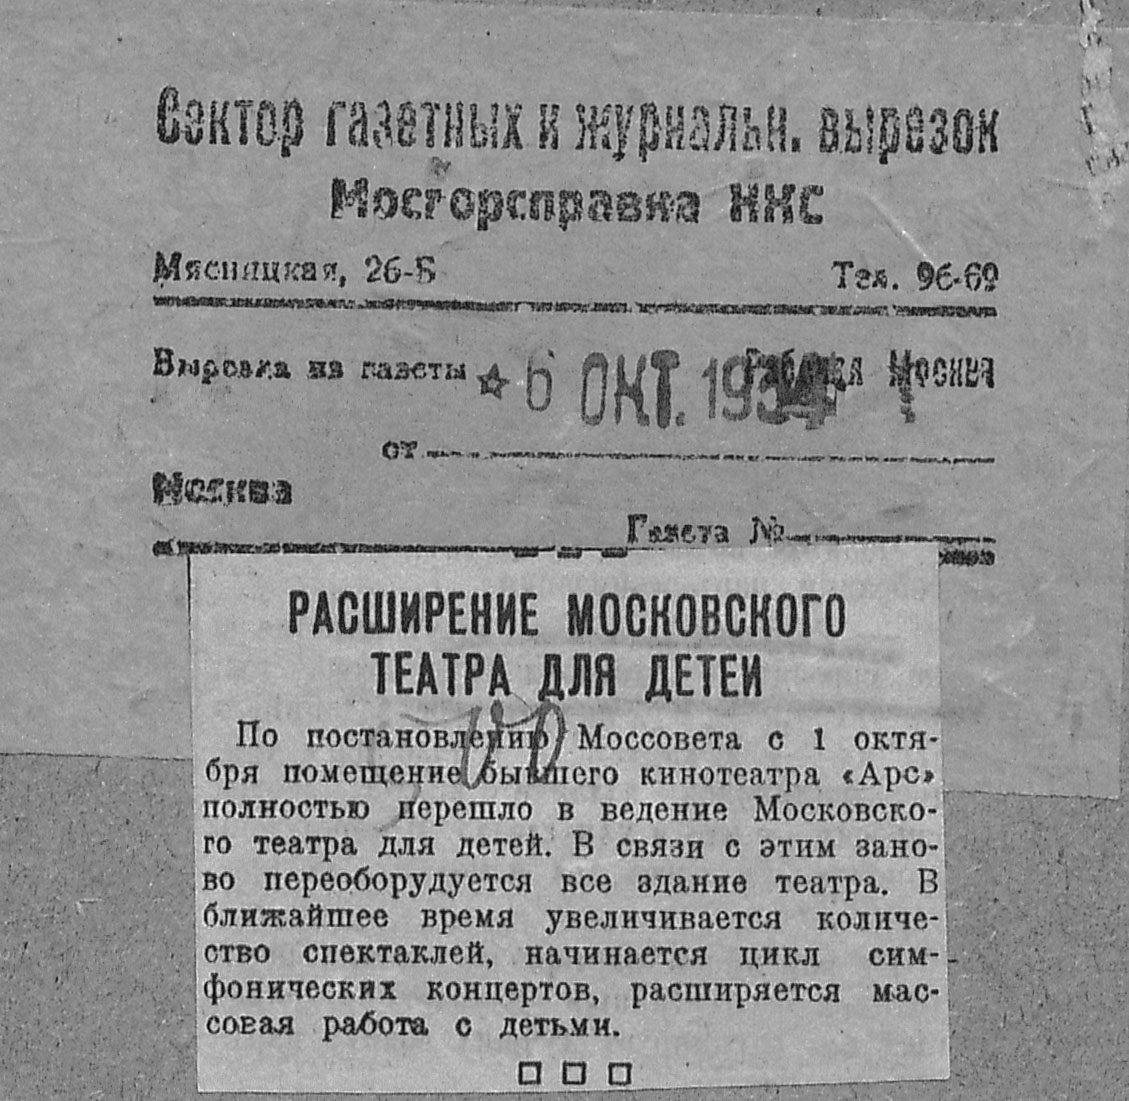 Сектор газетных и журнальн. вырезок
Мосгорсправка НКС
Мясницкая, 26-Б Тел. 96-69
Вырезка из газеты Рабочая Москва
6 ОКТ. 1934
от
Москва
Газета №
РАСШИРЕНИЕ МОСКОВСКОГО
ТЕАТРА ДЛЯ ДЕТЕЙ
По постановлению Моссовета с 1 октя-
бря помещение бывшего кинотеатра «Арс»
полностью перешло в ведение Московско-
го театра для детей. В связи с этим зано-
во переоборудуется все здание театра. В
ближайшее время увеличивается количе-
ство спектаклей, начинается цикл сим-
фонических концертов, расширяется мас-
совая работа с детьми.